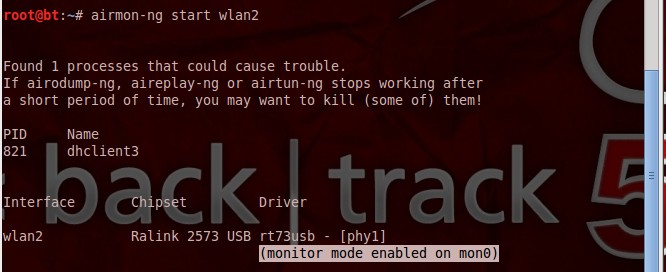 root@bt:~# airmon-ng start wlan2
Found 1 processes that could cause trouble.
If airodump-ng, aireplay-ng or airtun-ng stops working after
a short period of time, you may want to kill (some of) them!
PID Name
821 dhclient3
back | track 5
Interface Chipset Driver
wlan2 Ralink 2573 USB rt73usb - [phy1]
(monitor mode enabled on mon0)